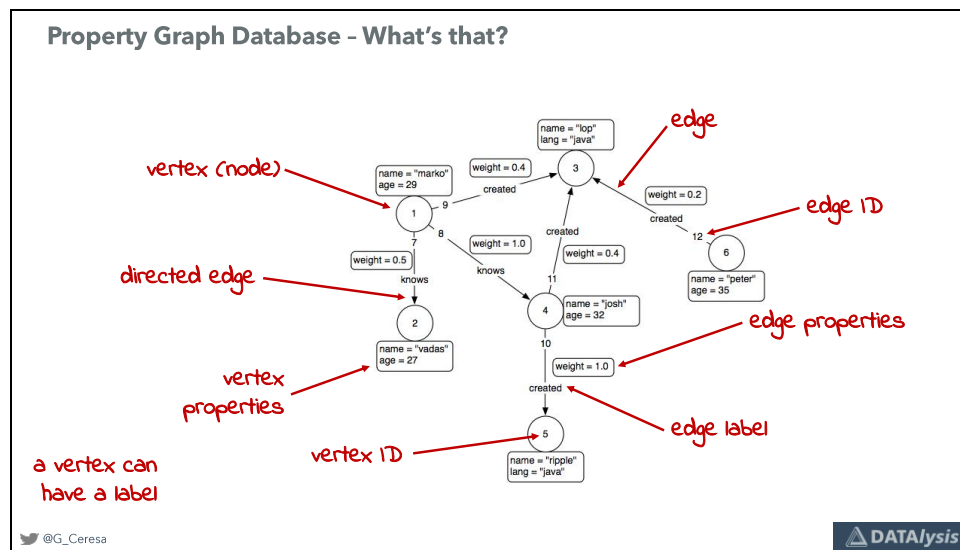 Property Graph Database – What's that?
name = "lop"
lang = "java"
edge
vertex (node)
name = "marko"
age = 29
weight = 0.4
3
created
9
weight = 0.2
edge ID
1
7
8
weight = 1.0
created
created
12
6
weight = 0.5
weight = 0.4
directed edge
knows
knows
11
name = "peter"
age = 35
2
4
name = "josh"
age = 32
edge properties
name = "vadas"
age = 27
10
weight = 1.0
vertex
properties
created
edge label
vertex ID
5
name = "ripple"
lang = "java"
a vertex can
have a label
@G_Ceresa
DATAlysis